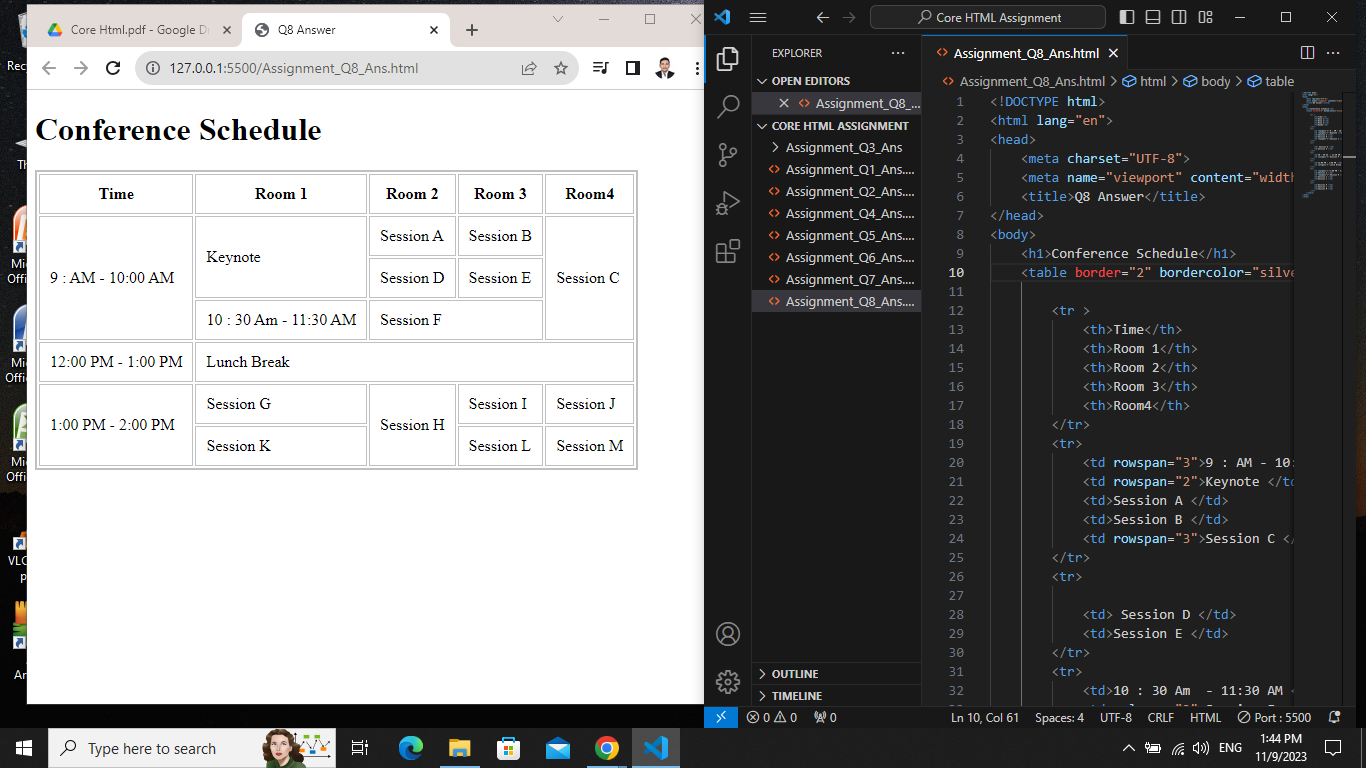 Core Html.pdf - Google Dr
Q8 Answer
127.0.0.1:5500/Assignment_Q8_Ans.html
Conference Schedule
Time Room 1 Room 2 Room 3 Room4
9 : AM - 10:00 AM Keynote Session A Session B Session C
Session D Session E
10 : 30 Am - 11:30 AM Session F
12:00 PM - 1:00 PM Lunch Break
1:00 PM - 2:00 PM Session G Session H Session I Session J
Session K Session L Session M
Core HTML Assignment
EXPLORER
OPEN EDITORS
Assignment_Q8_...
CORE HTML ASSIGNMENT
Assignment_Q3_Ans
Assignment_Q1_Ans....
Assignment_Q2_Ans....
Assignment_Q4_Ans....
Assignment_Q5_Ans....
Assignment_Q6_Ans....
Assignment_Q7_Ans....
Assignment_Q8_Ans....
OUTLINE
TIMELINE
Assignment_Q8_Ans.html
Assignment_Q8_Ans.html > html > body > table
1 <!DOCTYPE html>
2 <html lang="en">
3 <head>
4 <meta charset="UTF-8">
5 <meta name="viewport" content="width
6 <title>Q8 Answer</title>
7 </head>
8 <body>
9 <h1>Conference Schedule</h1>
10 <table border="2" bordercolor="silve
11
12 <tr >
13 <th>Time</th>
14 <th>Room 1</th>
15 <th>Room 2</th>
16 <th>Room 3</th>
17 <th>Room4</th>
18 </tr>
19 <tr>
20 <td rowspan="3">9 : AM - 10:
21 <td rowspan="2">Keynote </td
22 <td>Session A </td>
23 <td>Session B </td>
24 <td rowspan="3">Session C </
25 </tr>
26 <tr>
27
28 <td> Session D </td>
29 <td>Session E </td>
30 </tr>
31 <tr>
32 <td>10 : 30 Am  - 11:30 AM <
0 0 0
Ln 10, Col 61 Spaces: 4 UTF-8 CRLF HTML Port : 5500
Type here to search
ENG
1:44 PM
11/9/2023